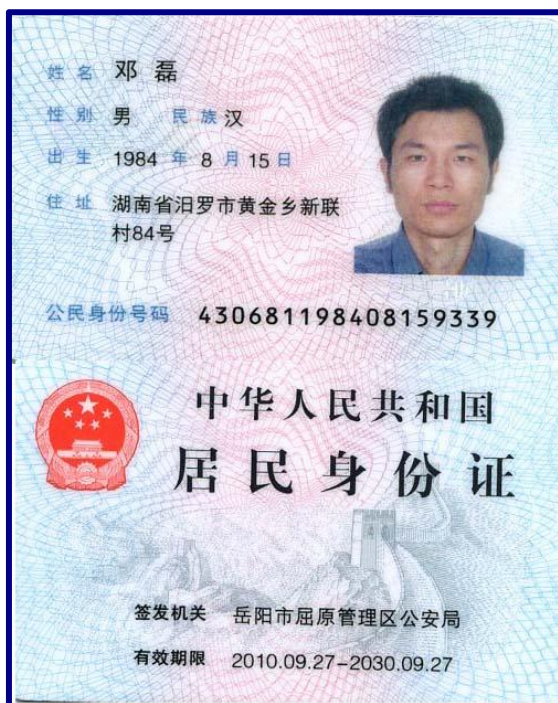 姓名 邓磊
性别 男 民族 汉
出生 1984 年 8 月 15 日
住址 湖南省汨罗市黄金乡新联
村84号
公民身份号码 430681198408159339
中华人民共和国
居民身份证
签发机关 岳阳市屈原管理区公安局
有效期限 2010.09.27-2030.09.27